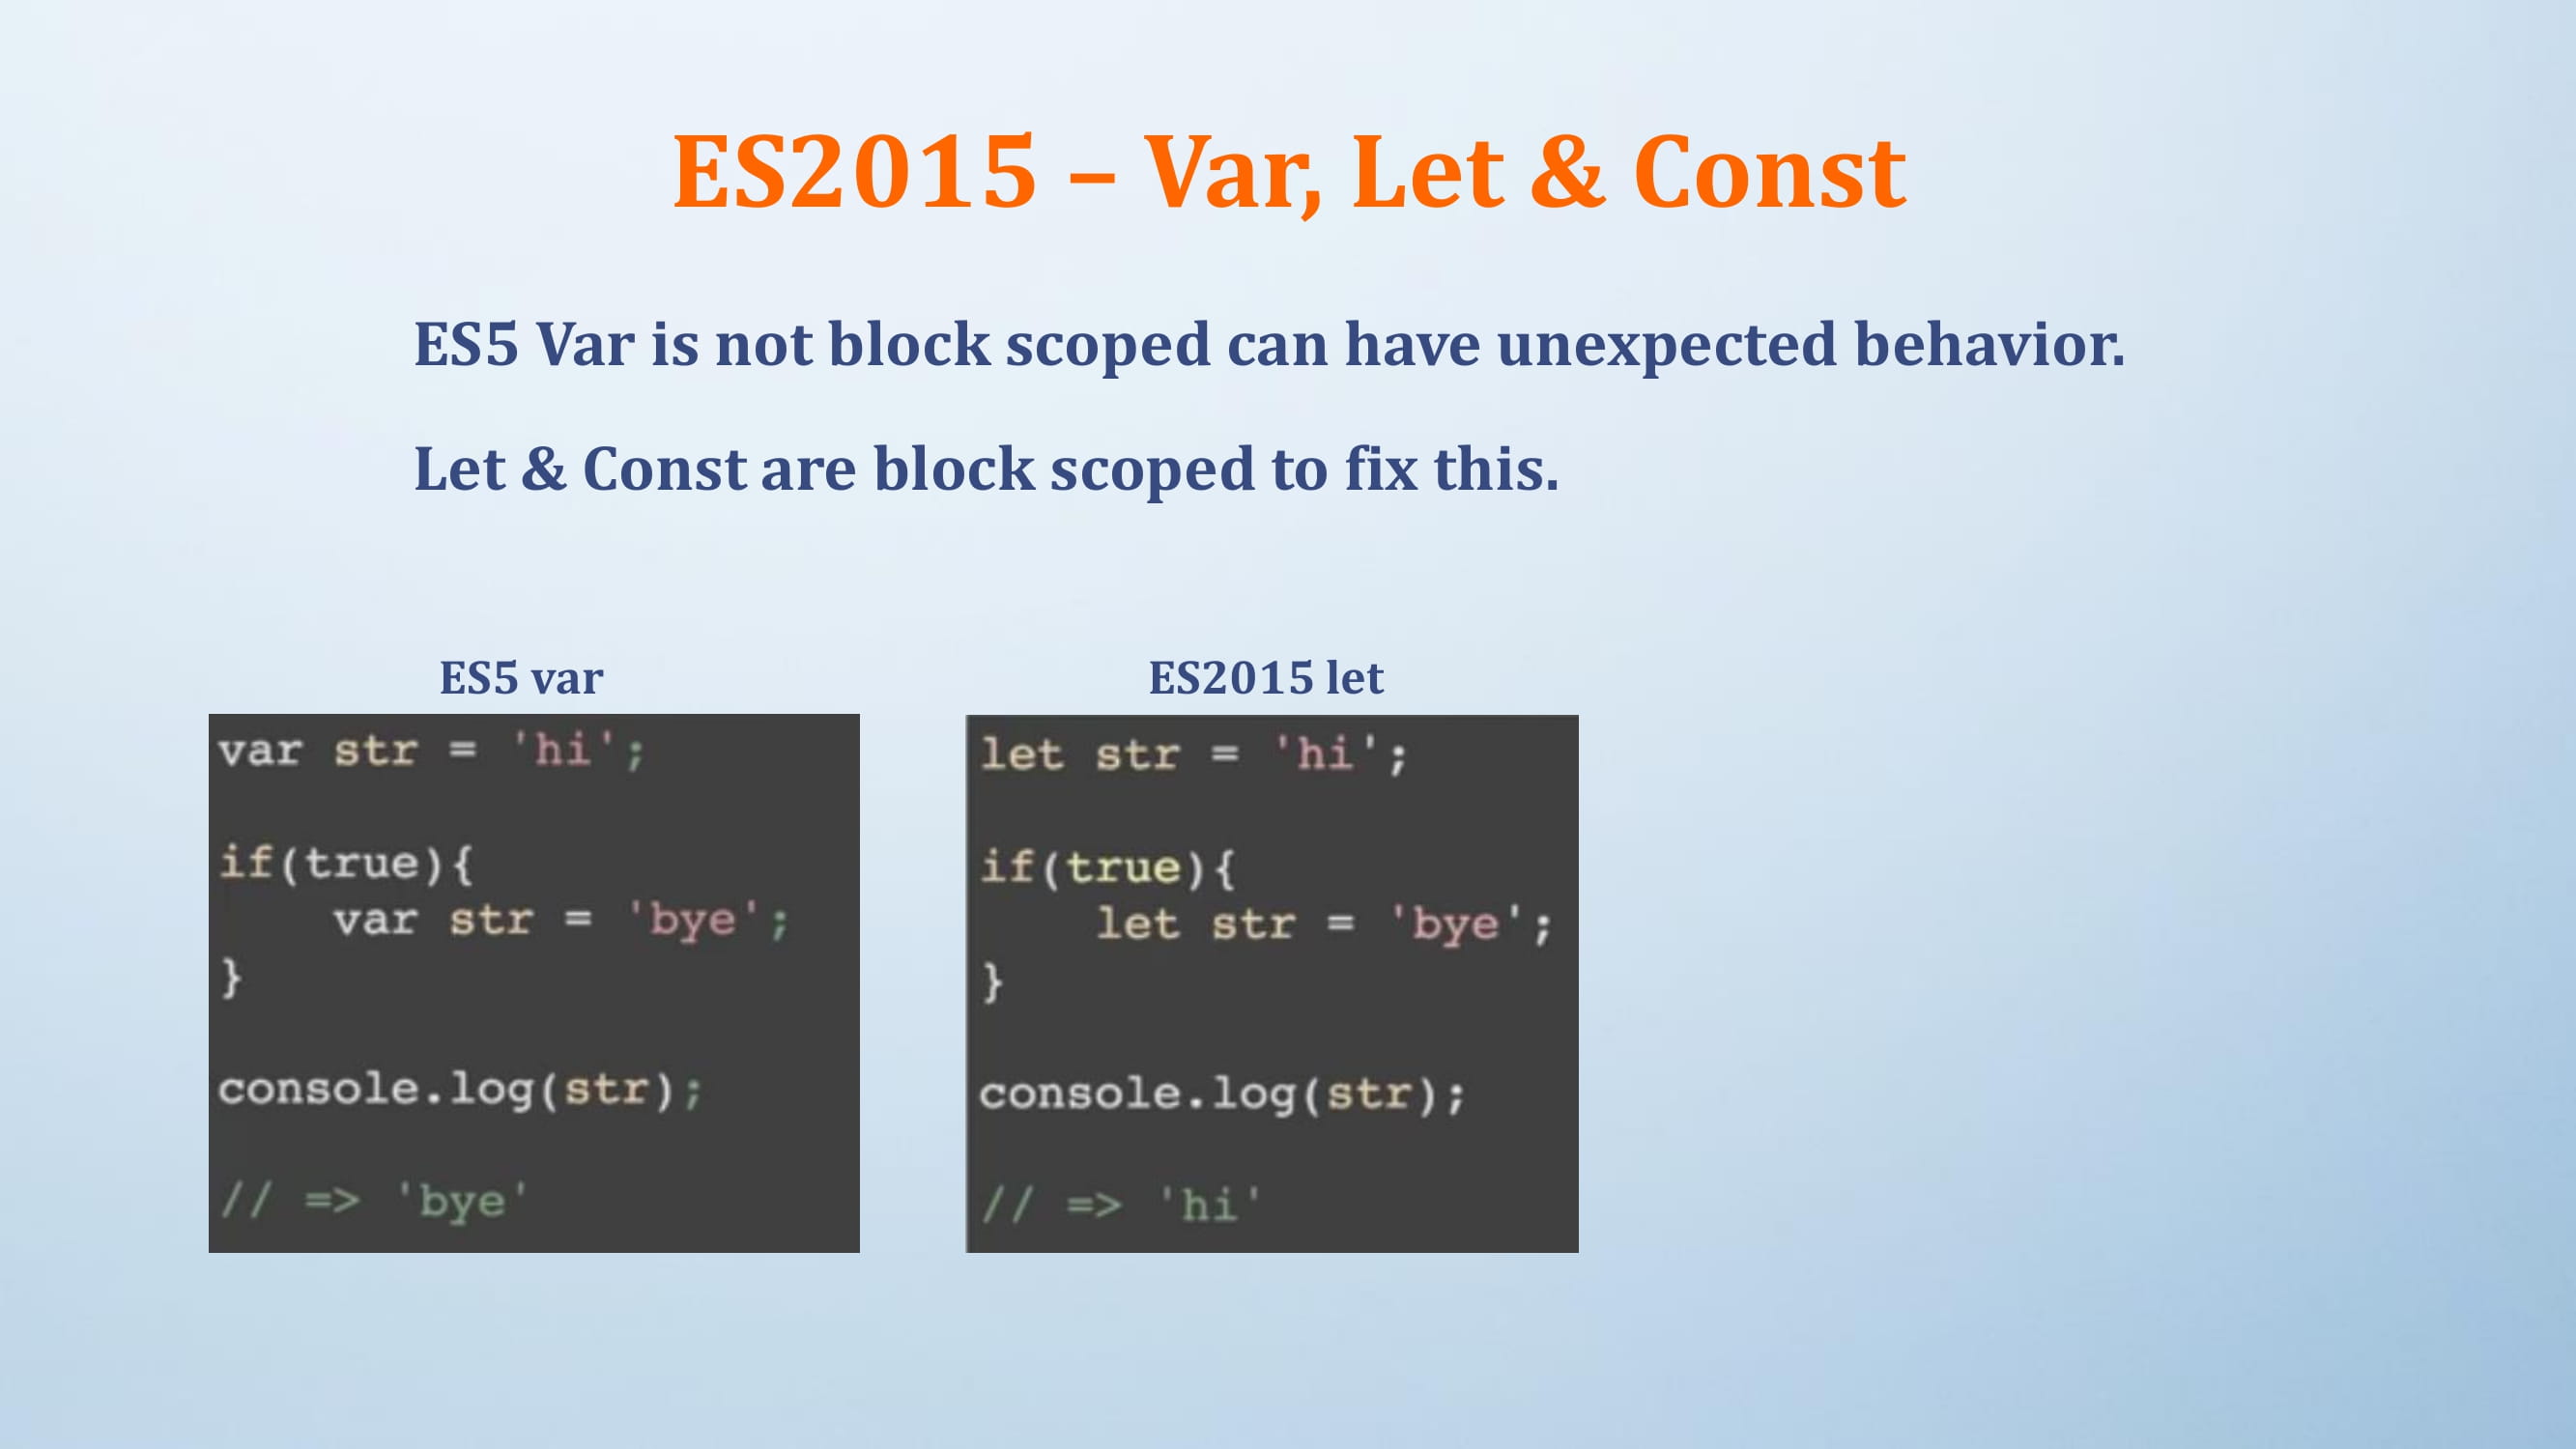 ES2015 – Var, Let & Const
ES5 Var is not block scoped can have unexpected behavior.
Let & Const are block scoped to fix this.
ES5 var
var str = 'hi';
if(true){
    var str = 'bye';
}
console.log(str);
// => 'bye'
ES2015 let
let str = 'hi';
if(true){
    let str = 'bye';
}
console.log(str);
// => 'hi'